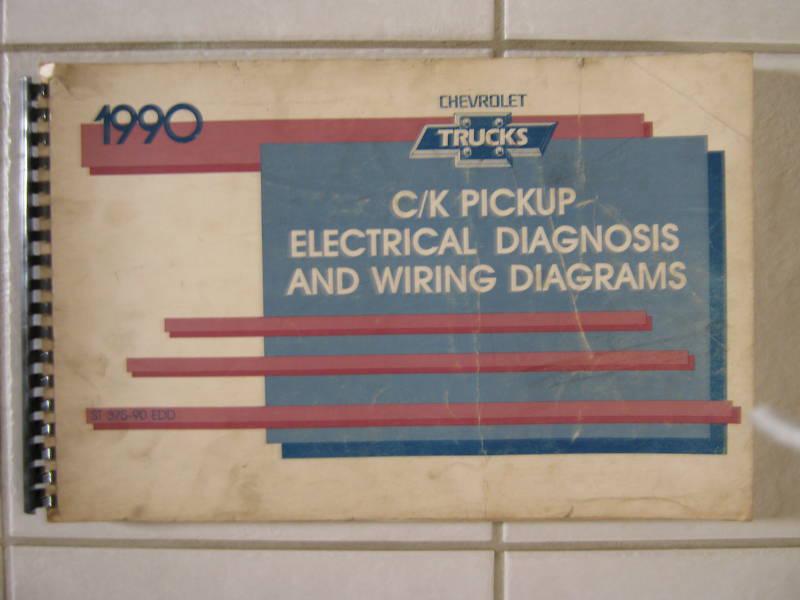 1990
CHEVROLET
TRUCKS
C/K PICKUP
ELECTRICAL DIAGNOSIS
AND WIRING DIAGRAMS
ST 375-90 EDD